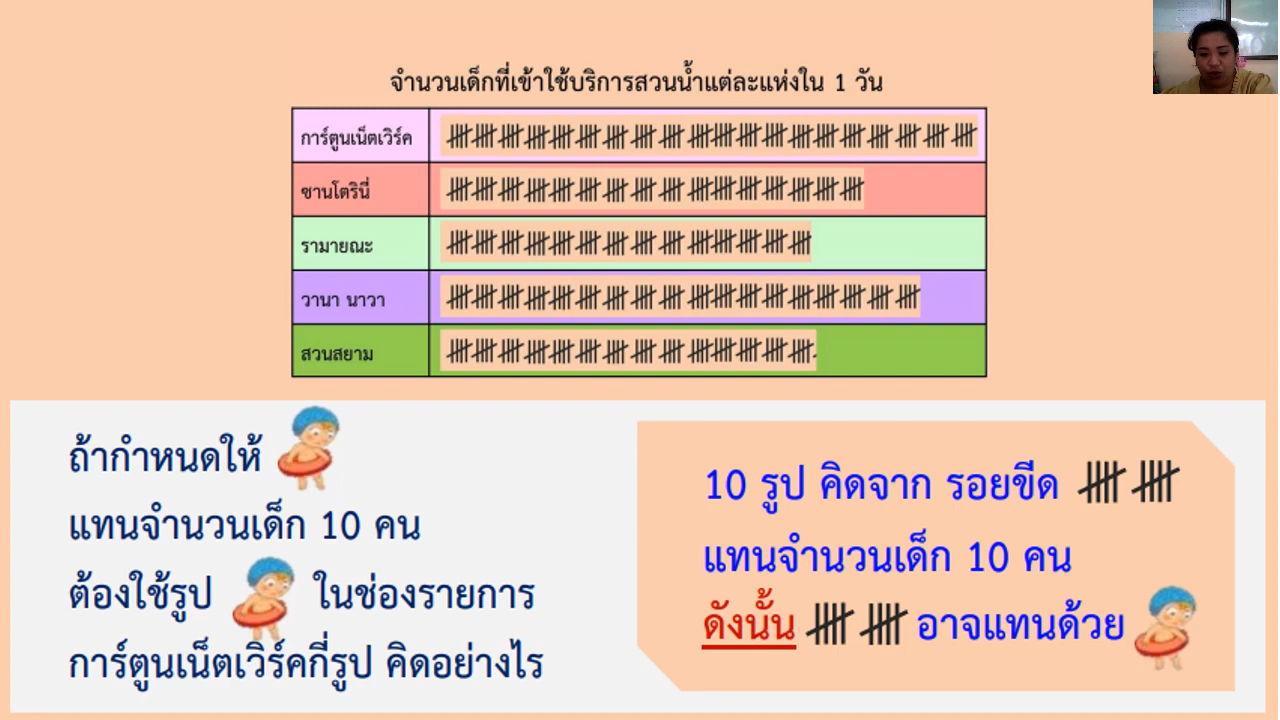 จำนวนเด็กที่เข้าใช้บริการสวนน้ำแต่ละแห่งใน 1 วัน
การ์ตูนเน็ตเวิร์ค
ซานโตรินี่
รามายณะ
วานา นาวา
สวนสยาม
ถ้ากำหนดให้
แทนจำนวนเด็ก 10 คน
ต้องใช้รูป ในช่องรายการ
การ์ตูนเน็ตเวิร์คกี่รูป คิดอย่างไร
10 รูป คิดจาก รอยขีด
แทนจำนวนเด็ก 10 คน
ดังนั้น อาจแทนด้วย